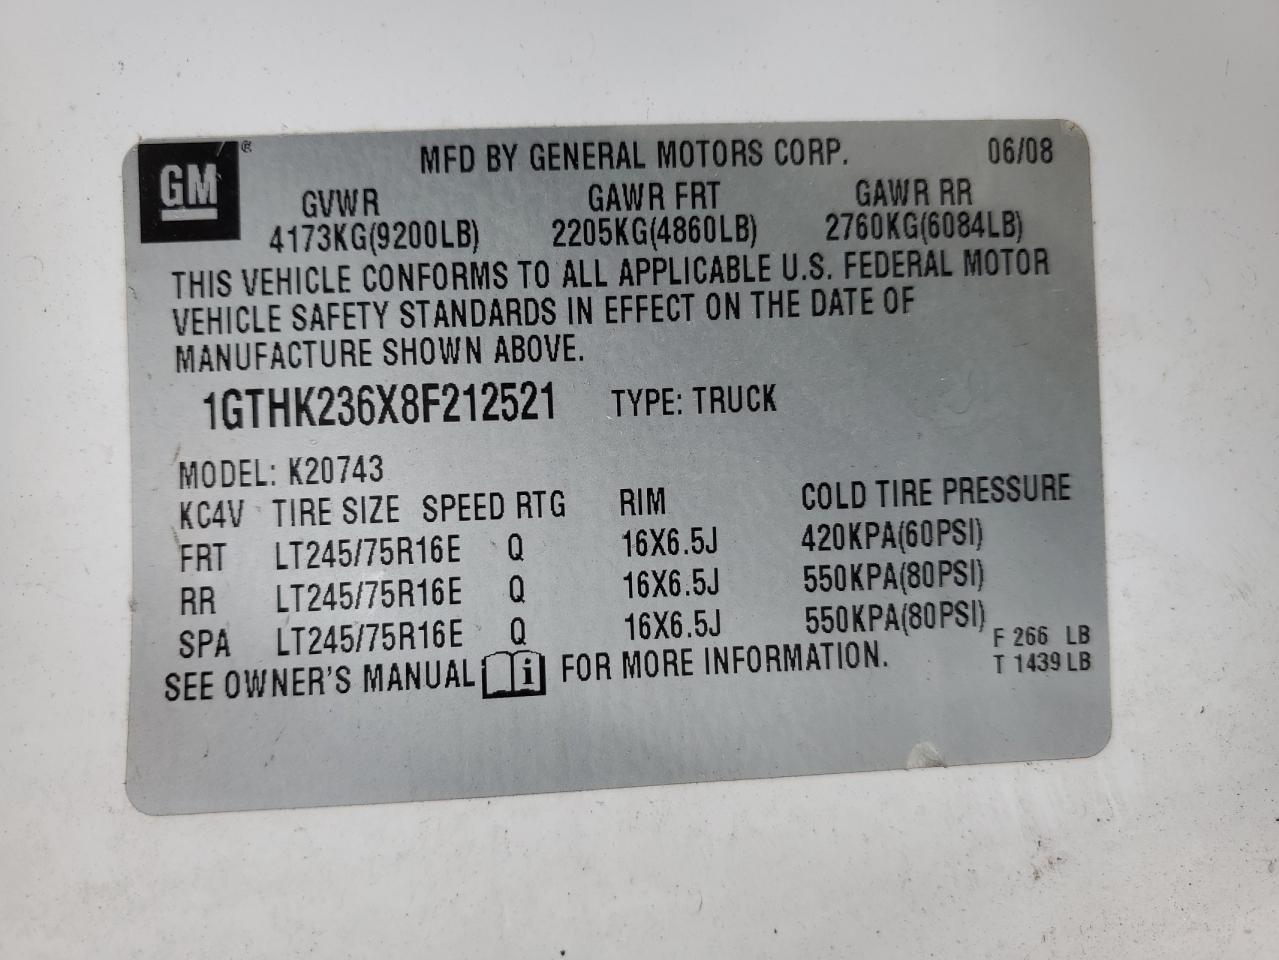 GM ®
MFD BY GENERAL MOTORS CORP. 06/08
GVWR GAWR FRT GAWR RR
4173KG(9200LB) 2205KG(4860LB) 2760KG(6084LB)
THIS VEHICLE CONFORMS TO ALL APPLICABLE U.S. FEDERAL MOTOR
VEHICLE SAFETY STANDARDS IN EFFECT ON THE DATE OF
MANUFACTURE SHOWN ABOVE.
1GTHK236X8F212521 TYPE: TRUCK
MODEL: K20743
KC4V TIRE SIZE SPEED RTG RIM COLD TIRE PRESSURE
FRT LT245/75R16E Q 16X6.5J 420KPA(60PSI)
RR LT245/75R16E Q 16X6.5J 550KPA(80PSI)
SPA LT245/75R16E Q 16X6.5J 550KPA(80PSI)
F 266 LB
T 1439 LB
SEE OWNER'S MANUAL i FOR MORE INFORMATION.